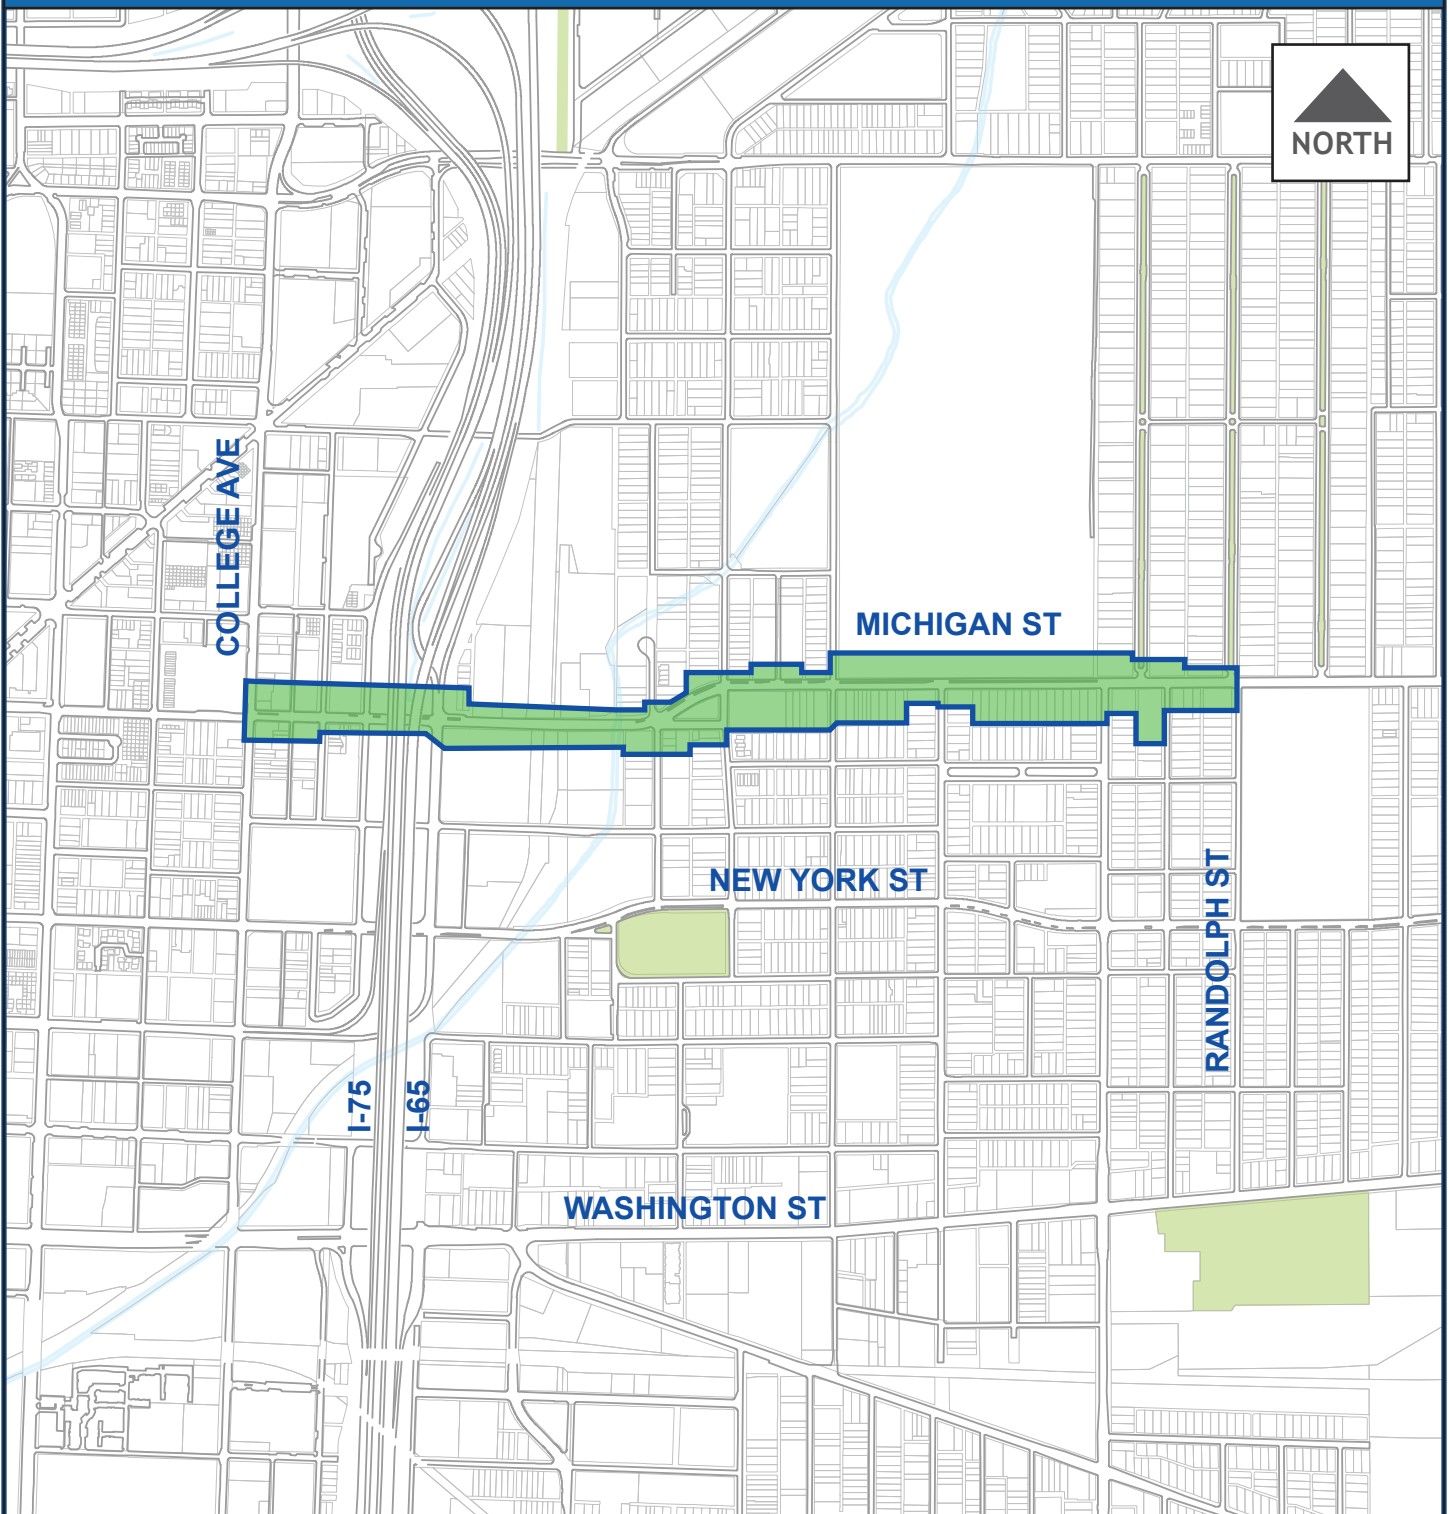 NORTH
COLLEGE AVE
MICHIGAN ST
NEW YORK ST
RANDOLPH ST
I-75
I-65
WASHINGTON ST